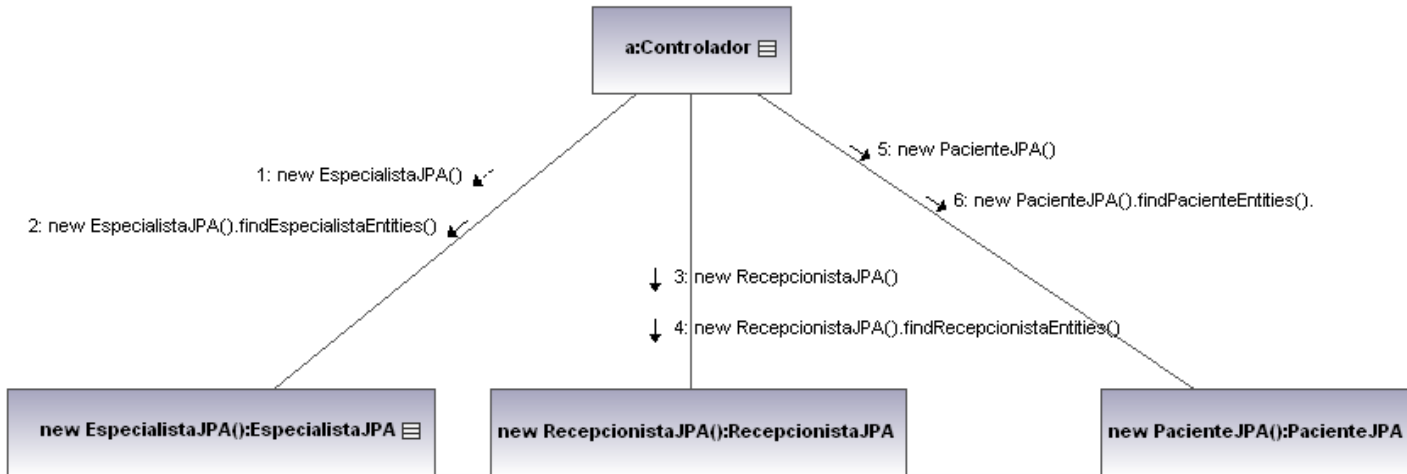 a:Controlador
5: new PacienteJPA()
1: new EspecialistaJPA()
6: new PacienteJPA().findPacienteEntities().
2: new EspecialistaJPA().findEspecialistaEntities()
3: new RecepcionistaJPA()
4: new RecepcionistaJPA().findRecepcionistaEntities()
new EspecialistaJPA():EspecialistaJPA
new RecepcionistaJPA():RecepcionistaJPA
new PacienteJPA():PacienteJPA